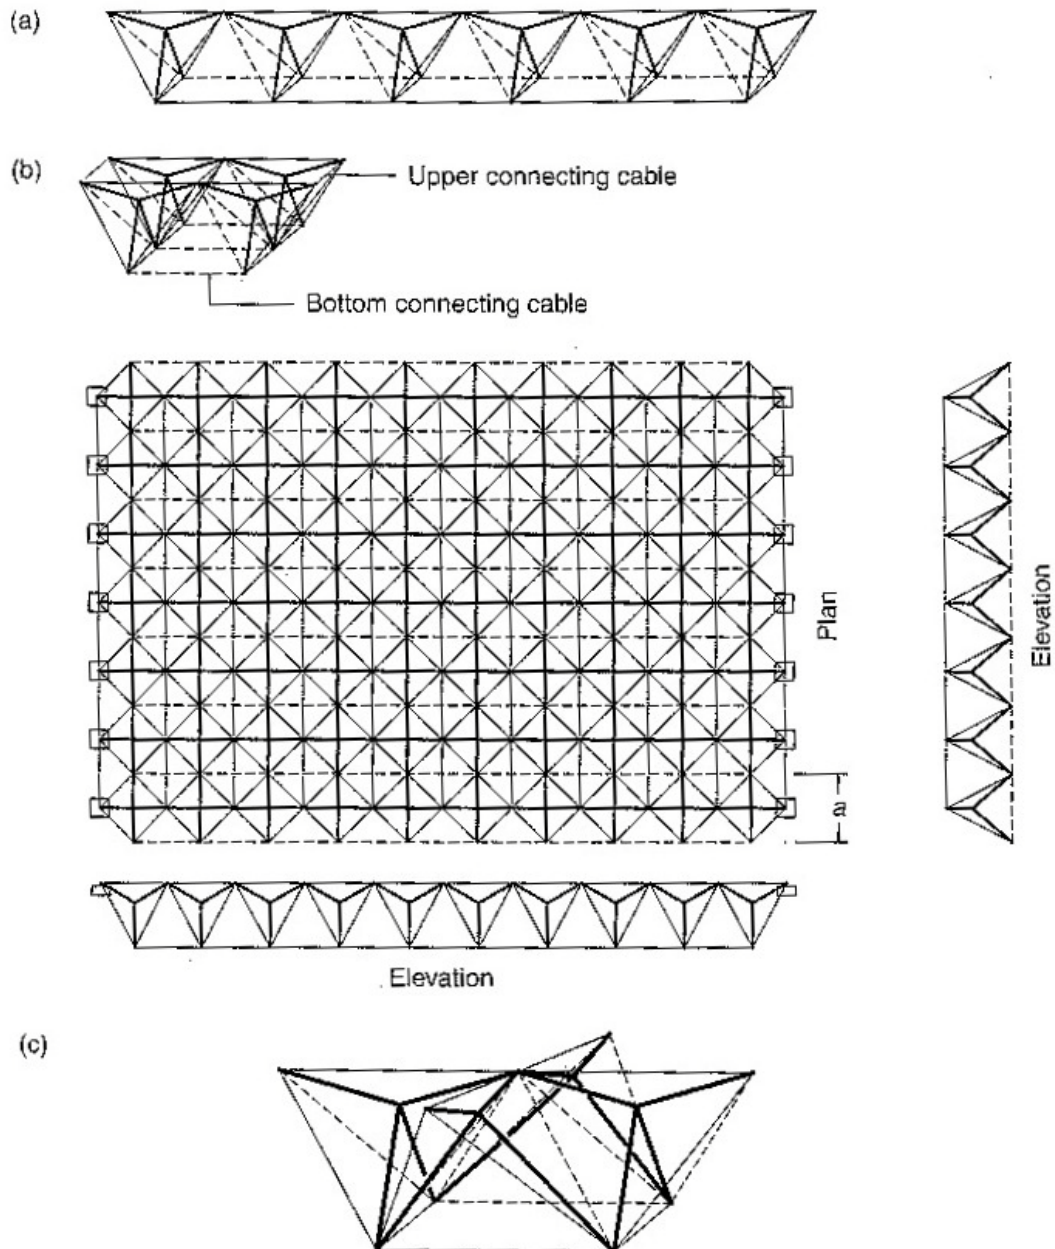 (a)
(b)
Upper connecting cable
Bottom connecting cable
Plan
Elevation
a
Elevation
(c)